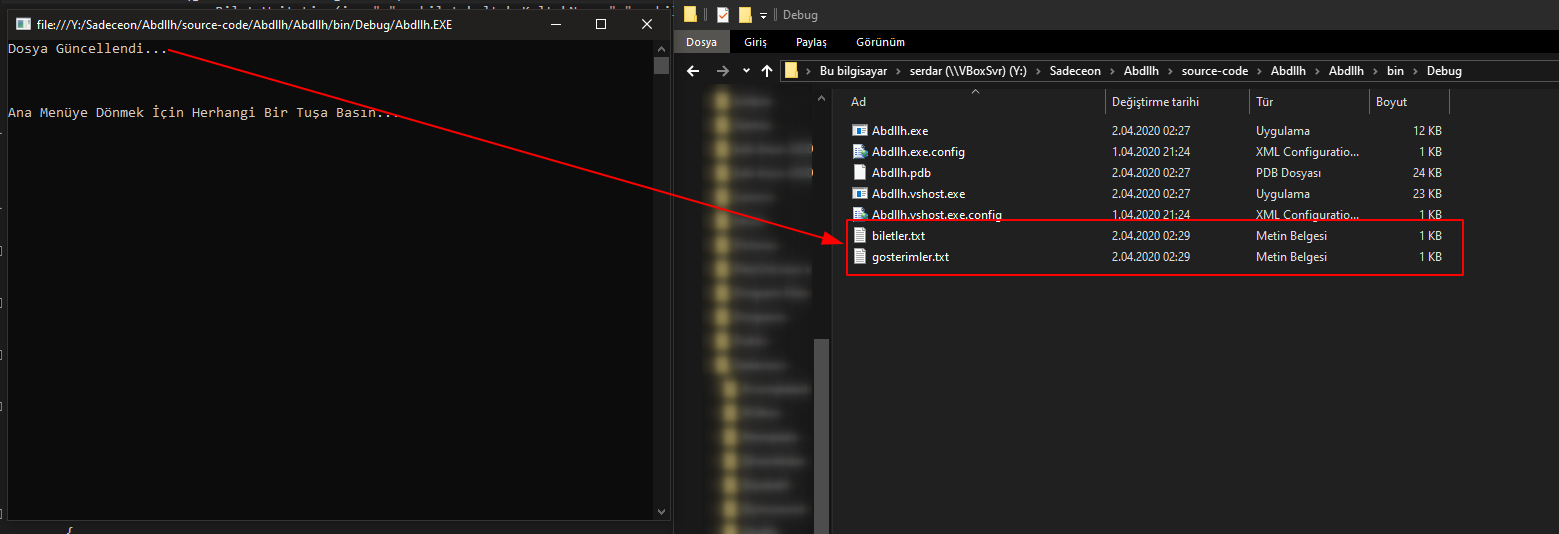 file:///Y:/Sadeceon/Abdllh/source-code/Abdllh/Abdllh/bin/Debug/Abdllh.EXE
Dosya Güncellendi...
Ana Menüye Dönmek İçin Herhangi Bir Tuşa Basın...
{
Debug
Dosya Giriş Paylaş Görünüm
Bu bilgisayar > serdar (\\VBoxSvr) (Y:) > Sadeceon > Abdllh > source-code > Abdllh > Abdllh > bin > Debug
Ad Değiştirme tarihi Tür Boyut
Abdllh.exe 2.04.2020 02:27 Uygulama 12 KB
Abdllh.exe.config 1.04.2020 21:24 XML Configuratio... 1 KB
Abdllh.pdb 2.04.2020 02:27 PDB Dosyası 24 KB
Abdllh.vshost.exe 2.04.2020 02:27 Uygulama 23 KB
Abdllh.vshost.exe.config 1.04.2020 21:24 XML Configuratio... 1 KB
biletler.txt 2.04.2020 02:29 Metin Belgesi 1 KB
gosterimler.txt 2.04.2020 02:29 Metin Belgesi 1 KB